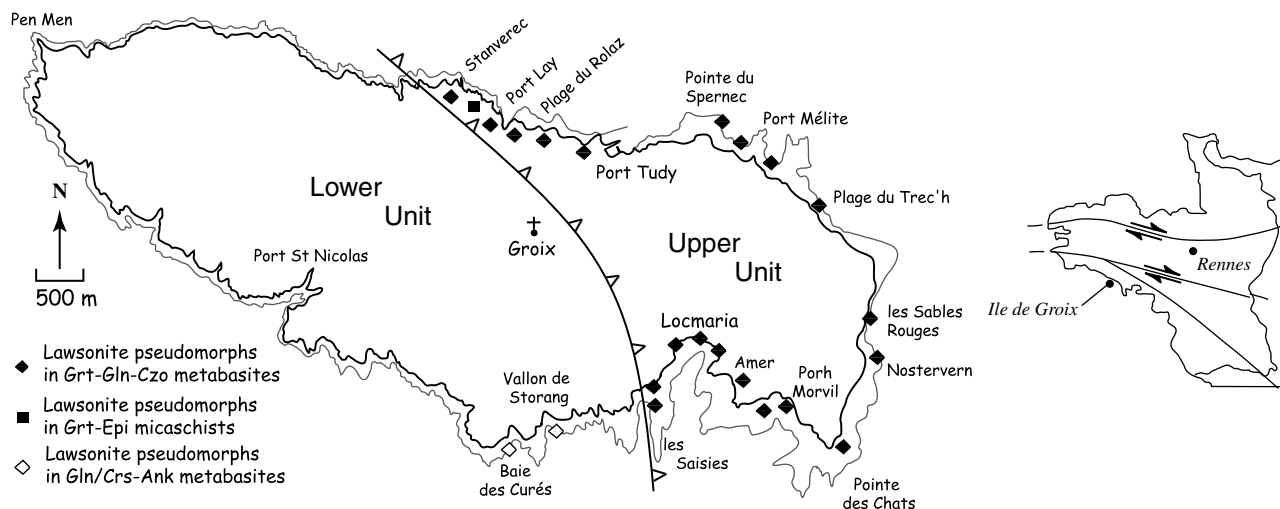 Pen Men
Stanverec
Port Lay
Plage du Rolaz
Pointe du
Spernec
Port Mélite
Port Tudy
Plage du Trec'h
Lower
Unit
N
Groix
Upper
Unit
Port St Nicolas
500 m
Rennes
Ile de Groix
les Sables
Rouges
Locmaria
Nostervern
Amer
Porh
Morvil
Vallon de
Storang
Lawsonite pseudomorphs
in Grt-Gln-Czo metabasites
Lawsonite pseudomorphs
in Grt-Epi micaschists
Lawsonite pseudomorphs
in Gln/Crs-Ank metabasites
les
Saisies
Baie
des Curés
Pointe
des Chats